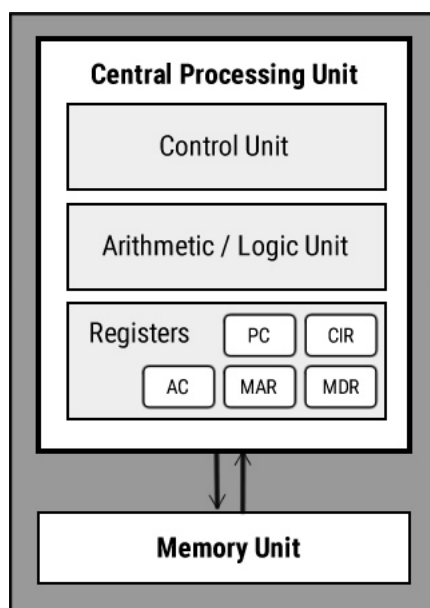 Central Processing Unit
Control Unit
Arithmetic / Logic Unit
Registers PC CIR
AC MAR MDR
Memory Unit